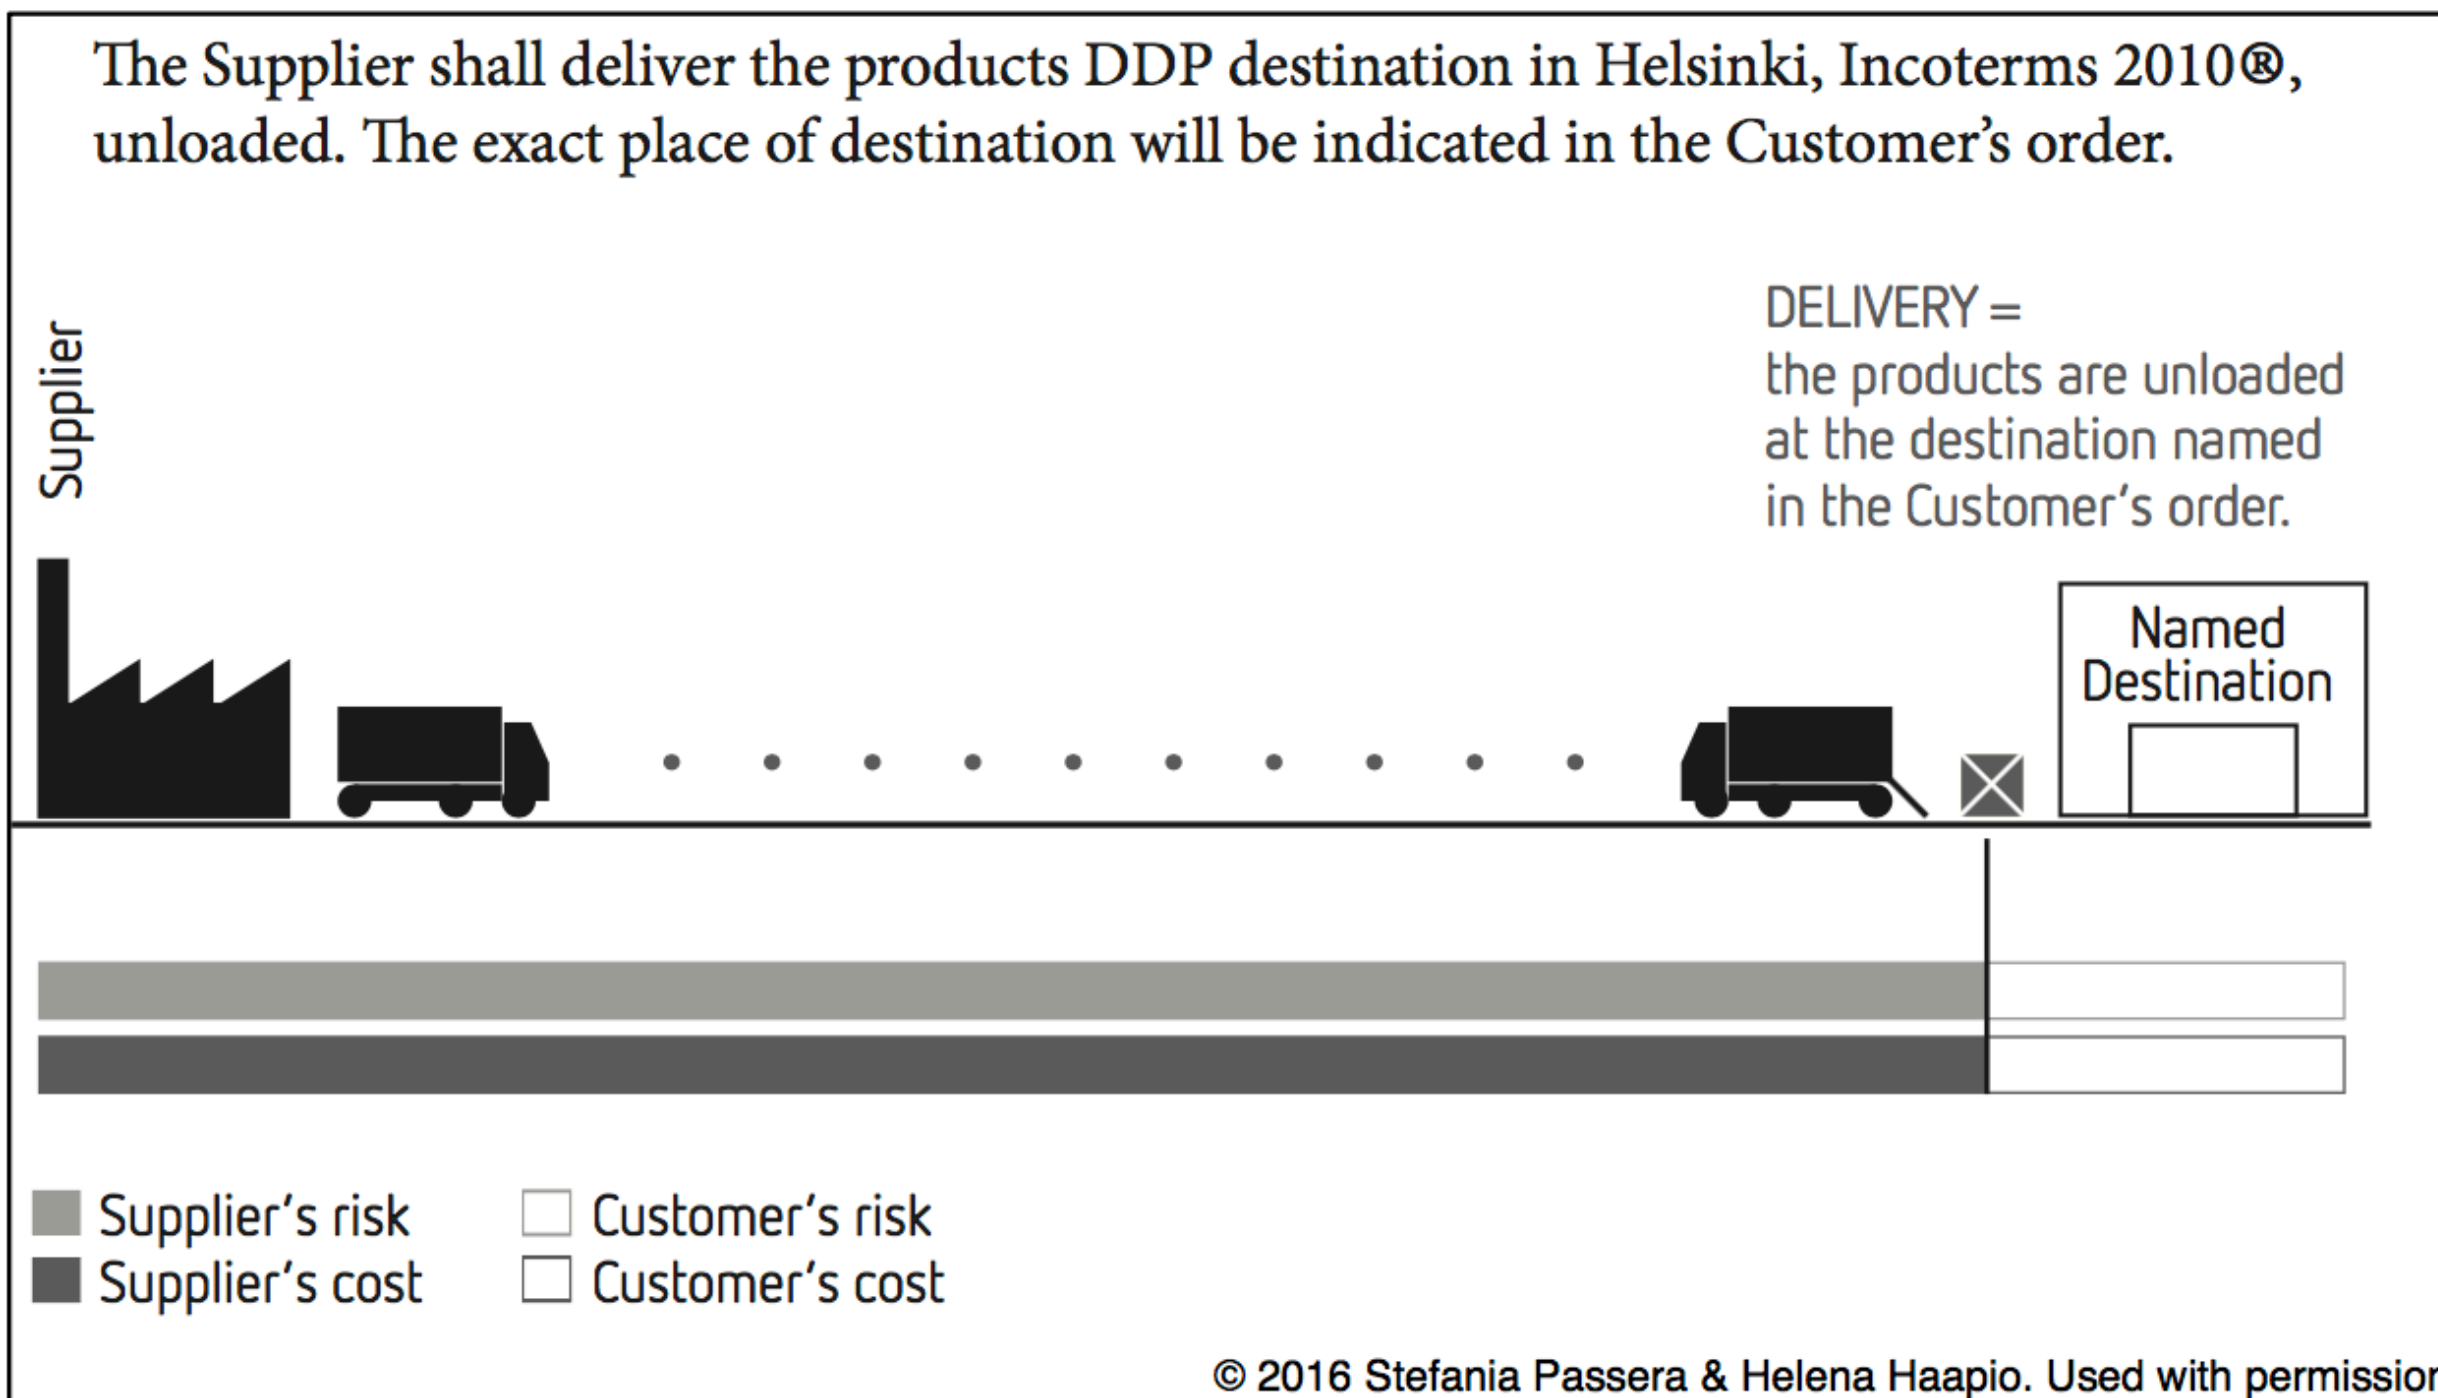 The Supplier shall deliver the products DDP destination in Helsinki, Incoterms 2010®,
unloaded. The exact place of destination will be indicated in the Customer's order.
Supplier
DELIVERY =
the products are unloaded
at the destination named
in the Customer's order.
Named
Destination
Supplier's risk
Customer's risk
Supplier's cost
Customer's cost
© 2016 Stefania Passera & Helena Haapio. Used with permission